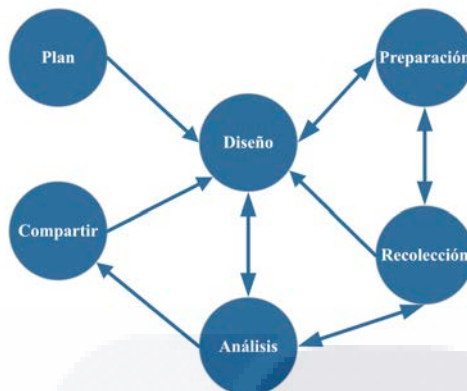 Plan
Preparación
Diseño
Compartir
Recolección
Análisis